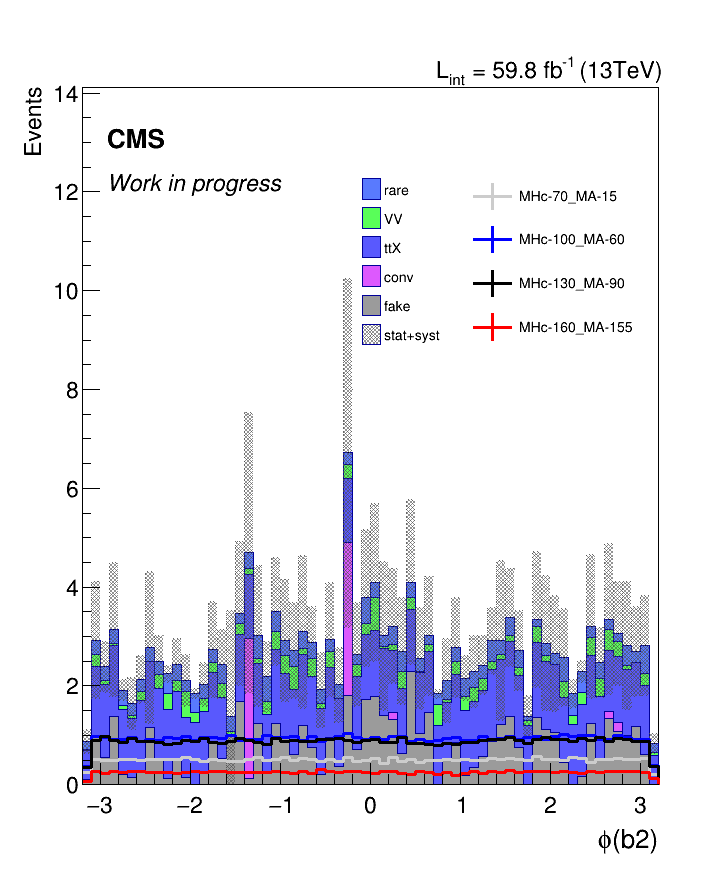 L_int = 59.8 fb^-1 (13TeV)
Events
14
12
10
8
6
4
2
0
CMS
Work in progress
rare
VV
ttX
conv
fake
stat+syst
MHc-70_MA-15
MHc-100_MA-60
MHc-130_MA-90
MHc-160_MA-155
−3 −2 −1 0 1 2 3
ϕ(b2)